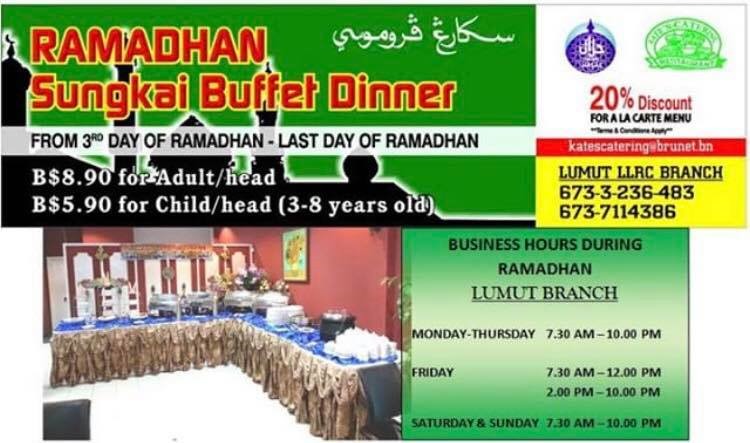 RAMADHAN
سكارڠ ڤروموسي
Sungkai Buffet Dinner
FROM 3RD DAY OF RAMADHAN - LAST DAY OF RAMADHAN
B$8.90 for Adult/head
B$5.90 for Child/head (3-8 years old)
حلال
20% Discount
FOR A LA CARTE MENU
**Terms & Conditions Apply**
katescatering@brunet.bn
LUMUT LLRC BRANCH
673-3-236-483
673-7114386
BUSINESS HOURS DURING
RAMADHAN
LUMUT BRANCH
MONDAY-THURSDAY 7.30 AM – 10.00 PM
FRIDAY 7.30 AM – 12.00 PM
2.00 PM – 10.00 PM
SATURDAY & SUNDAY 7.30 AM – 10.00 PM